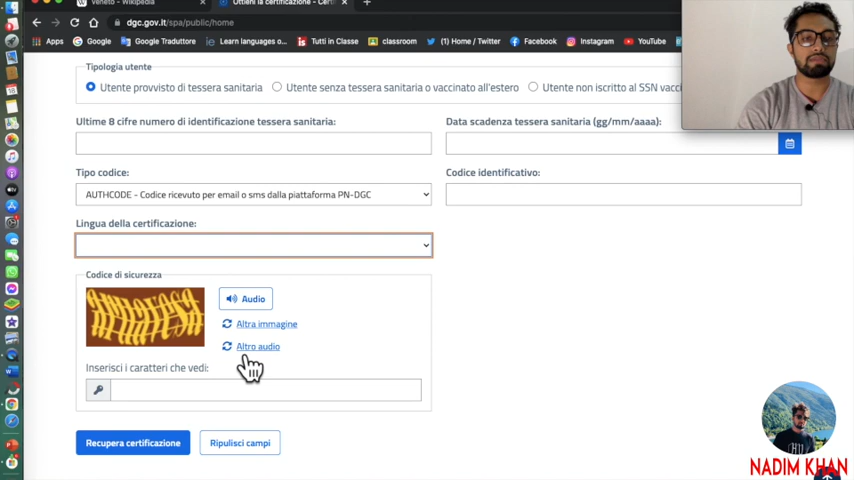 Veneto - Wikipedia
Ottieni la certificazione - Certi
dgc.gov.it/spa/public/home
Apps Google Google Traduttore Learn languages o... Tutti in Classe classroom (1) Home / Twitter Facebook Instagram YouTube
Tipologia utente
Utente provvisto di tessera sanitaria Utente senza tessera sanitaria o vaccinato all'estero Utente non iscritto al SSN vacci
Ultime 8 cifre numero di identificazione tessera sanitaria: Data scadenza tessera sanitaria (gg/mm/aaaa):
Tipo codice: Codice identificativo:
AUTHCODE - Codice ricevuto per email o sms dalla piattaforma PN-DGC
Lingua della certificazione:
Codice di sicurezza
Audio
Altra immagine
Altro audio
Inserisci i caratteri che vedi:
Recupera certificazione Ripulisci campi
NADIM KHAN